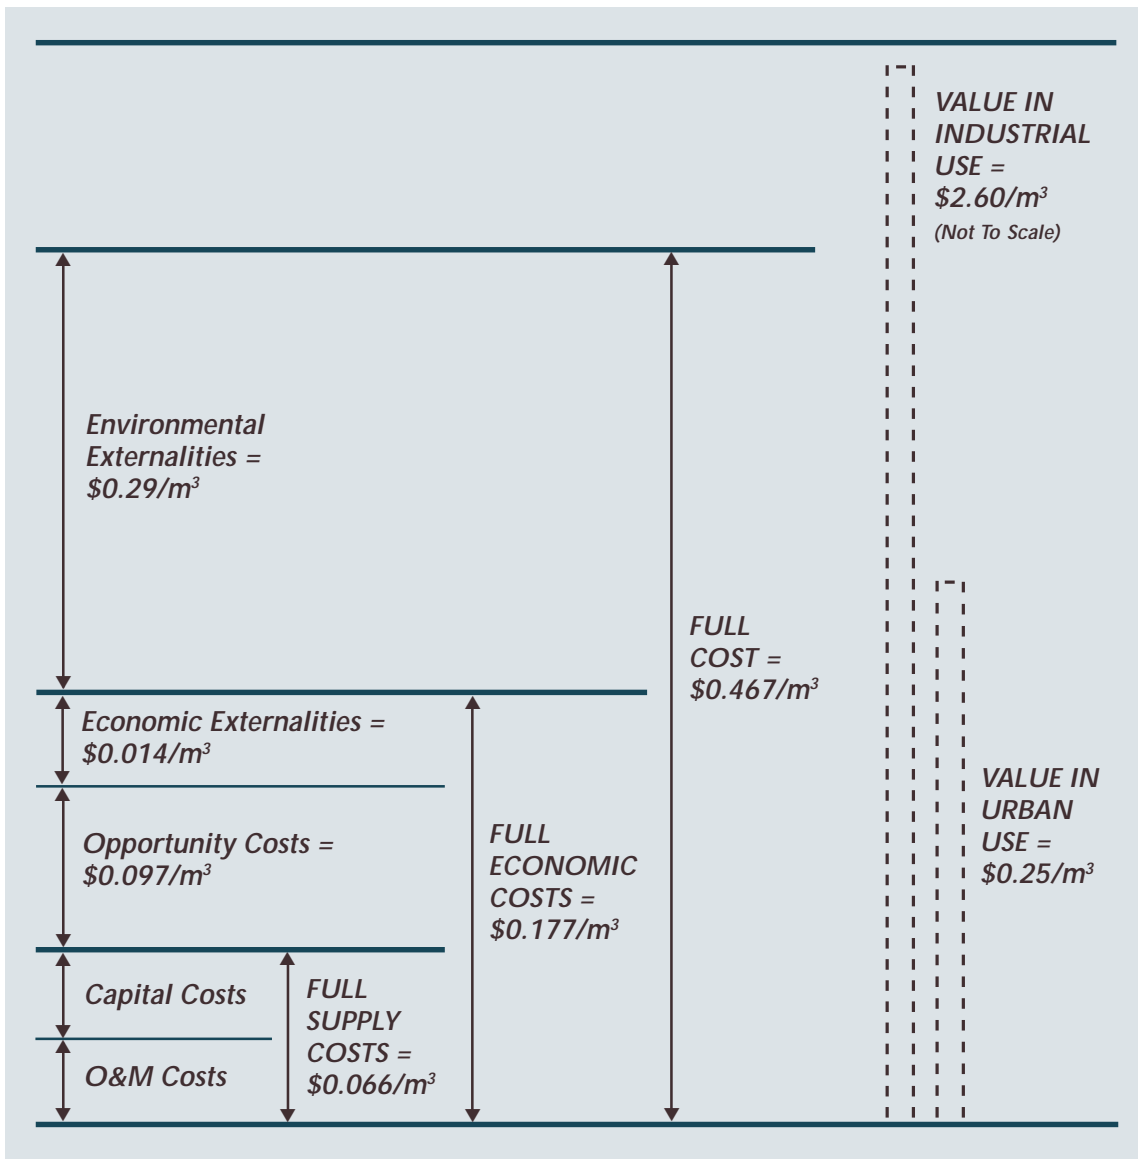 VALUE IN
INDUSTRIAL
USE =
$2.60/m³
(Not To Scale)
Environmental
Externalities =
$0.29/m³
FULL
COST =
$0.467/m³
Economic Externalities =
$0.014/m³
VALUE IN
URBAN
USE =
$0.25/m³
Opportunity Costs =
$0.097/m³
FULL
ECONOMIC
COSTS =
$0.177/m³
Capital Costs
FULL
SUPPLY
COSTS =
$0.066/m³
O&M Costs